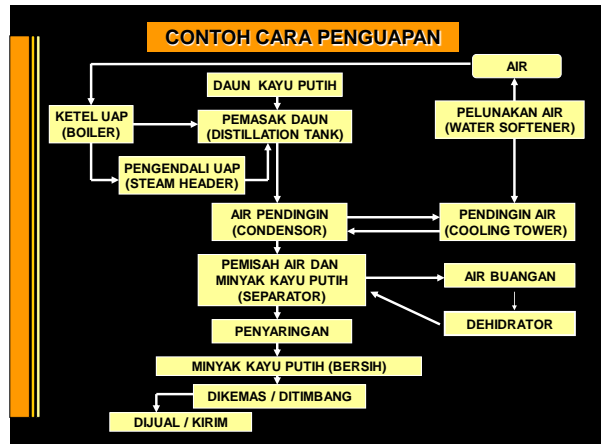 CONTOH CARA PENGUAPAN
AIR
DAUN KAYU PUTIH
KETEL UAP
(BOILER)
PEMASAK DAUN
(DISTILLATION TANK)
PELUNAKAN AIR
(WATER SOFTENER)
PENGENDALI UAP
(STEAM HEADER)
AIR PENDINGIN
(CONDENSOR)
PENDINGIN AIR
(COOLING TOWER)
PEMISAH AIR DAN
MINYAK KAYU PUTIH
(SEPARATOR)
AIR BUANGAN
DEHIDRATOR
PENYARINGAN
MINYAK KAYU PUTIH (BERSIH)
DIKEMAS / DITIMBANG
DIJUAL / KIRIM